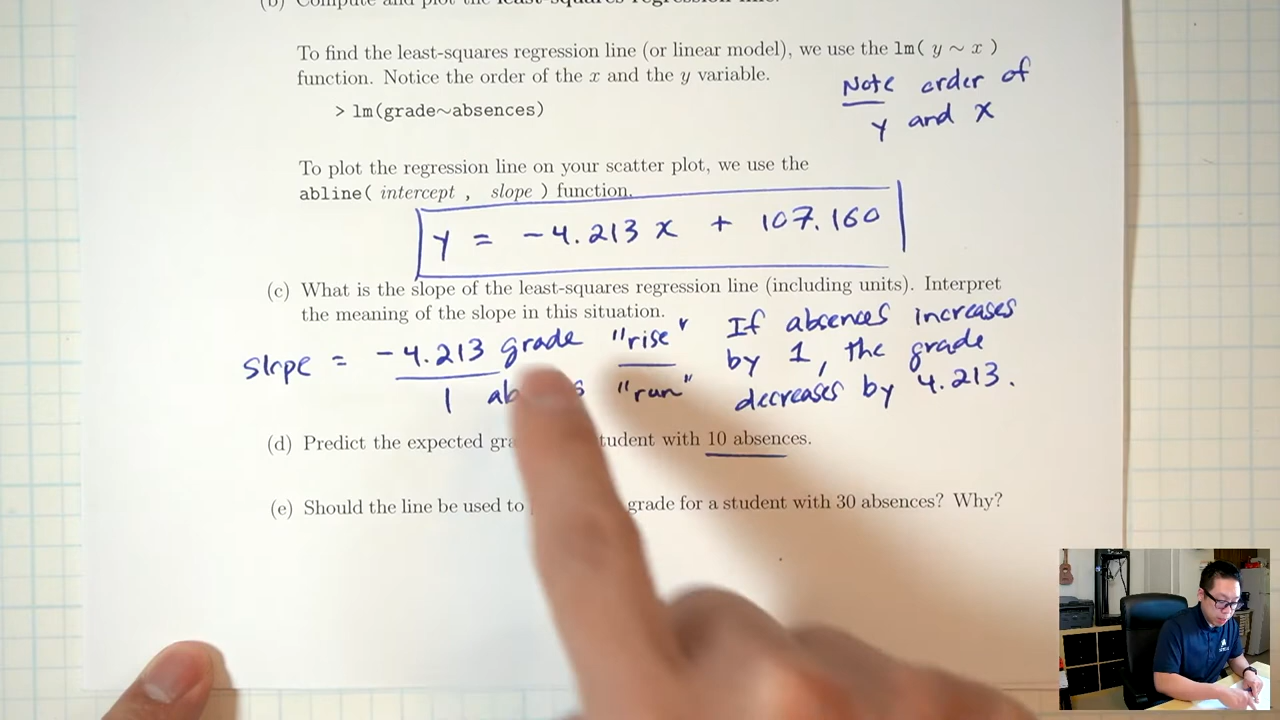 (b) Compute and plot the least-squares regression line.
To find the least-squares regression line (or linear model), we use the lm( y ~ x )
function. Notice the order of the x and the y variable.
Note order of
y and x
> lm(grade~absences)
To plot the regression line on your scatter plot, we use the
abline( intercept , slope ) function.
y = -4.213 x + 107.160
(c) What is the slope of the least-squares regression line (including units). Interpret
the meaning of the slope in this situation.
slope = -4.213 grade "rise"
1 "run"
If absences increases
by 1, the grade
decreases by 4.213.
(d) Predict the expected student with 10 absences.
(e) Should the line be used to grade for a student with 30 absences? Why?